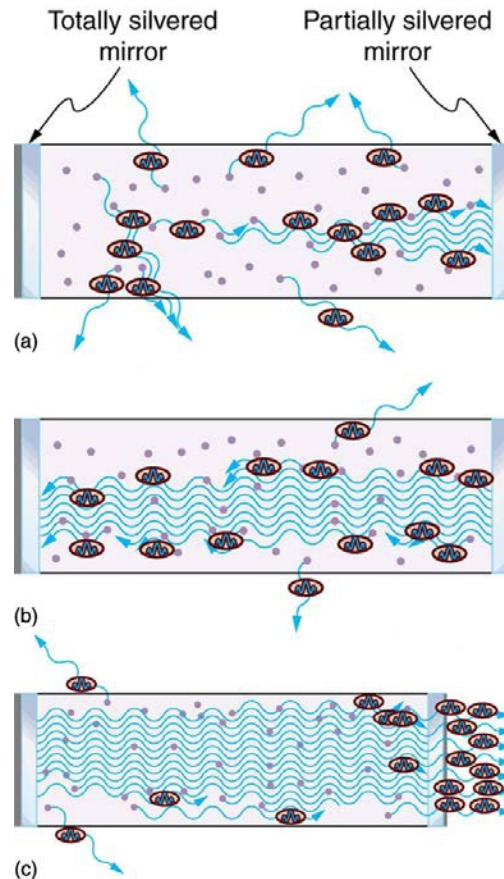 Totally silvered
mirror
Partially silvered
mirror
(a)
(b)
(c)